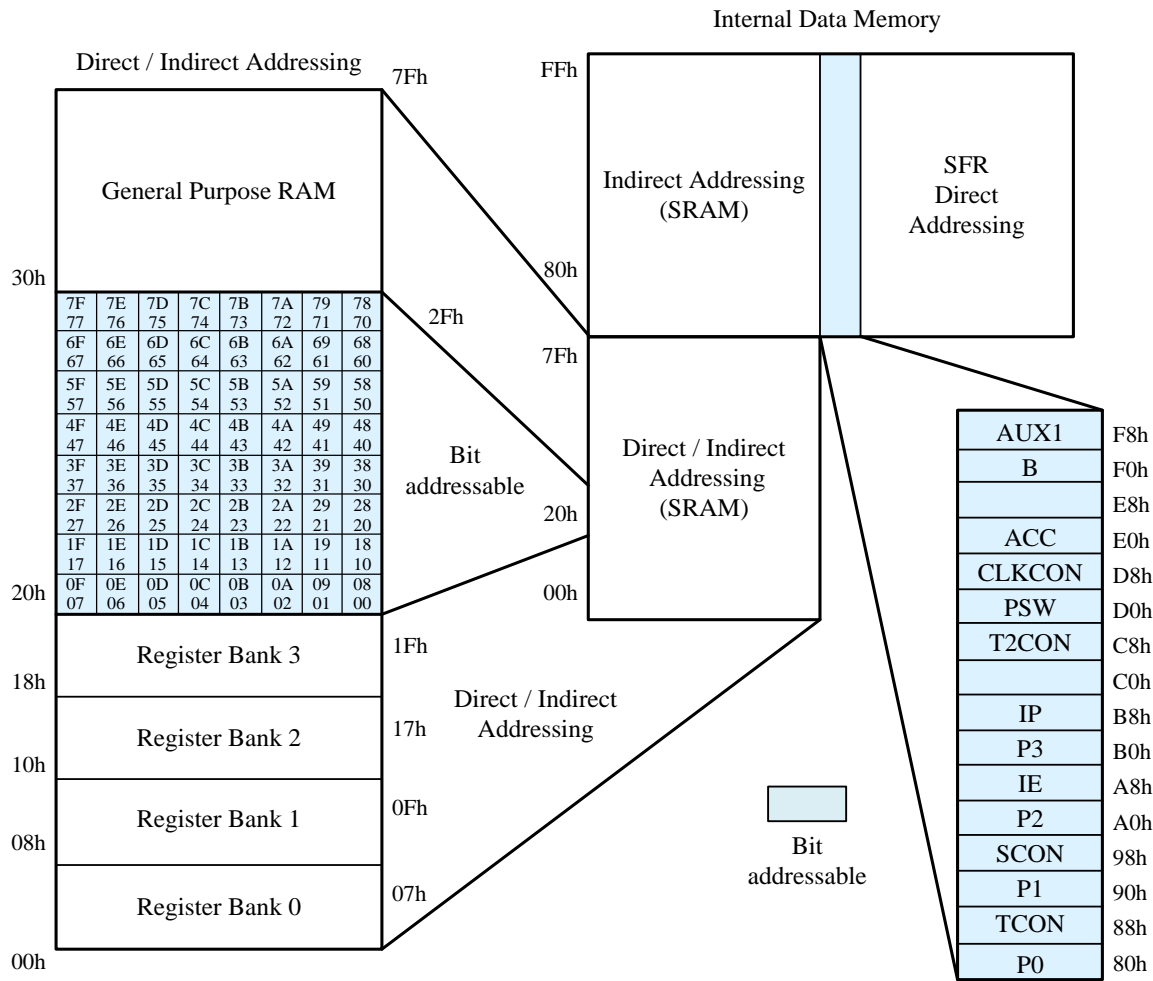 Internal Data Memory
Direct / Indirect Addressing
7Fh
General Purpose RAM
30h
7F 7E 7D 7C 7B 7A 79 78
77 76 75 74 73 72 71 70
6F 6E 6D 6C 6B 6A 69 68
67 66 65 64 63 62 61 60
5F 5E 5D 5C 5B 5A 59 58
57 56 55 54 53 52 51 50
4F 4E 4D 4C 4B 4A 49 48
47 46 45 44 43 42 41 40
3F 3E 3D 3C 3B 3A 39 38
37 36 35 34 33 32 31 30
2F 2E 2D 2C 2B 2A 29 28
27 26 25 24 23 22 21 20
1F 1E 1D 1C 1B 1A 19 18
17 16 15 14 13 12 11 10
0F 0E 0D 0C 0B 0A 09 08
07 06 05 04 03 02 01 00
2Fh
Bit
addressable
20h
Register Bank 3
1Fh
18h
Register Bank 2
17h
10h
Register Bank 1
0Fh
08h
Register Bank 0
07h
00h
Direct / Indirect
Addressing
FFh
Indirect Addressing
(SRAM)
80h
SFR
Direct
Addressing
7Fh
Direct / Indirect
Addressing
(SRAM)
20h
00h
Bit
addressable
AUX1 F8h
B F0h
E8h
ACC E0h
CLKCON D8h
PSW D0h
T2CON C8h
C0h
IP B8h
P3 B0h
IE A8h
P2 A0h
SCON 98h
P1 90h
TCON 88h
P0 80h